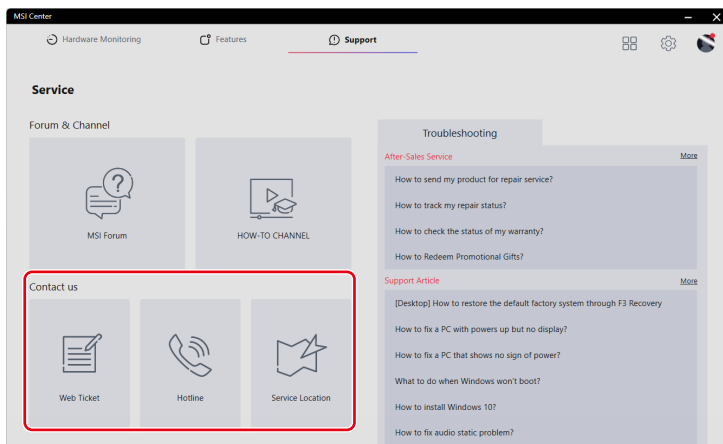 MSI Center
Hardware Monitoring
Features
Support
Service
Forum & Channel
MSI Forum
HOW-TO CHANNEL
Contact us
Web Ticket
Hotline
Service Location
Troubleshooting
After-Sales Service More
How to send my product for repair service?
How to track my repair status?
How to check the status of my warranty?
How to Redeem Promotional Gifts?
Support Article More
[Desktop] How to restore the default factory system through F3 Recovery
How to fix a PC with powers up but no display?
How to fix a PC that shows no sign of power?
What to do when Windows won't boot?
How to install Windows 10?
How to fix audio static problem?